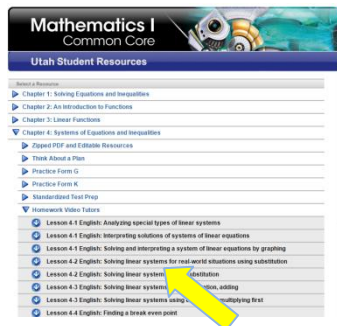 Mathematics I
Common Core
Utah Student Resources
Select a Resource:
Chapter 1: Solving Equations and Inequalities
Chapter 2: An Introduction to Functions
Chapter 3: Linear Functions
Chapter 4: Systems of Equations and Inequalities
Zipped PDF and Editable Resources
Think About a Plan
Practice Form G
Practice Form K
Standardized Test Prep
Homework Video Tutors
Lesson 4-1 English: Analyzing special types of linear systems
Lesson 4-1 English: Interpreting solutions of systems of linear equations
Lesson 4-1 English: Solving and interpreting a system of linear equations by graphing
Lesson 4-2 English: Solving linear systems for real-world situations using substitution
Lesson 4-2 English: Solving linear systems
Lesson 4-3 English: Solving linear systems adding
Lesson 4-3 English: Solving linear systems using multiplying first
Lesson 4-4 English: Finding a break even point